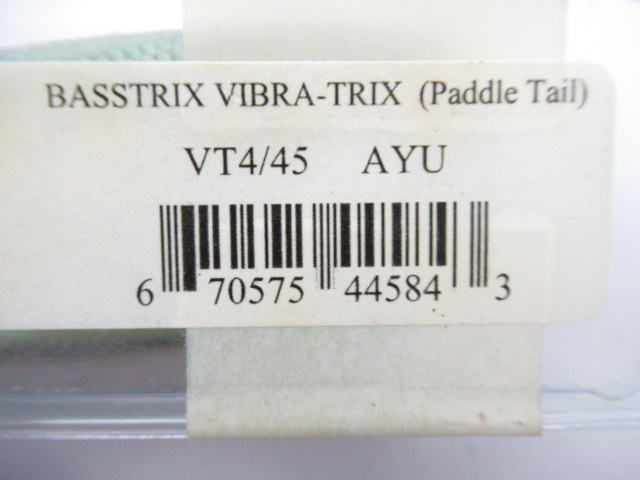 BASSTRIX VIBRA-TRIX (Paddle Tail)
VT4/45 AYU
6 70575 44584 3